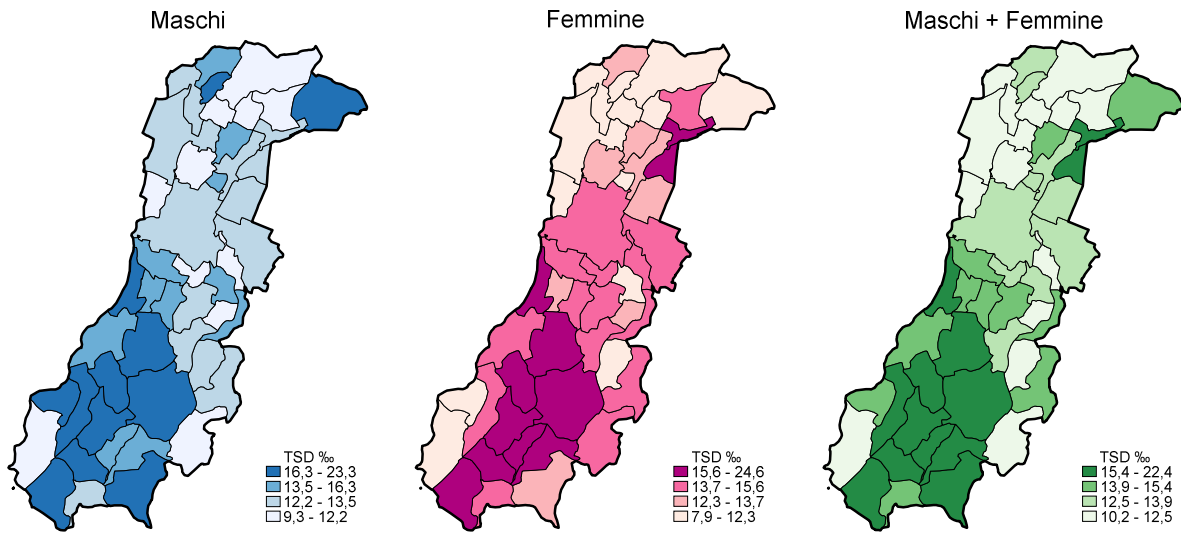 Maschi
Femmine
Maschi + Femmine
TSD ‰
16,3 - 23,3
13,5 - 16,3
12,2 - 13,5
9,3 - 12,2
TSD ‰
15,6 - 24,6
13,7 - 15,6
12,3 - 13,7
7,9 - 12,3
TSD ‰
15,4 - 22,4
13,9 - 15,4
12,5 - 13,9
10,2 - 12,5